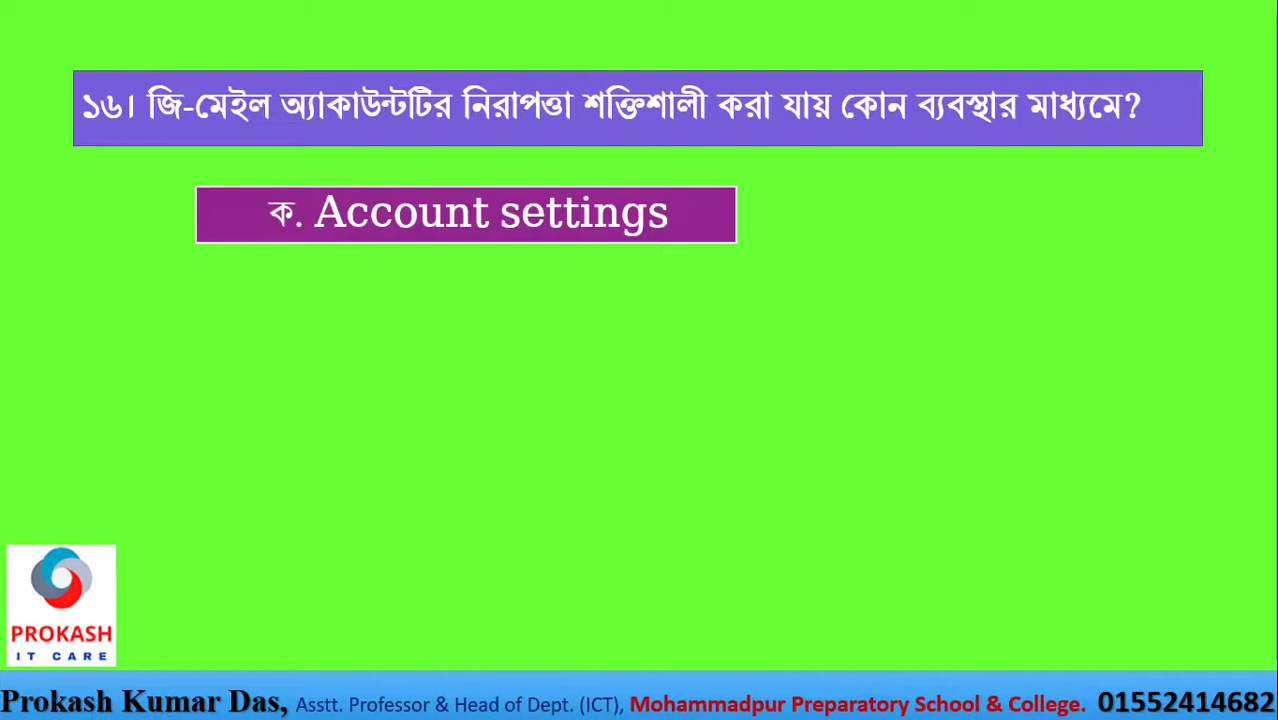 ১৬। জি-মেইল অ্যাকাউন্টটির নিরাপত্তা শক্তিশালী করা যায় কোন ব্যবস্থার মাধ্যমে?
ক. Account settings
PROKASH
IT CARE
Prokash Kumar Das, Asstt. Professor & Head of Dept. (ICT), Mohammadpur Preparatory School & College. 01552414682